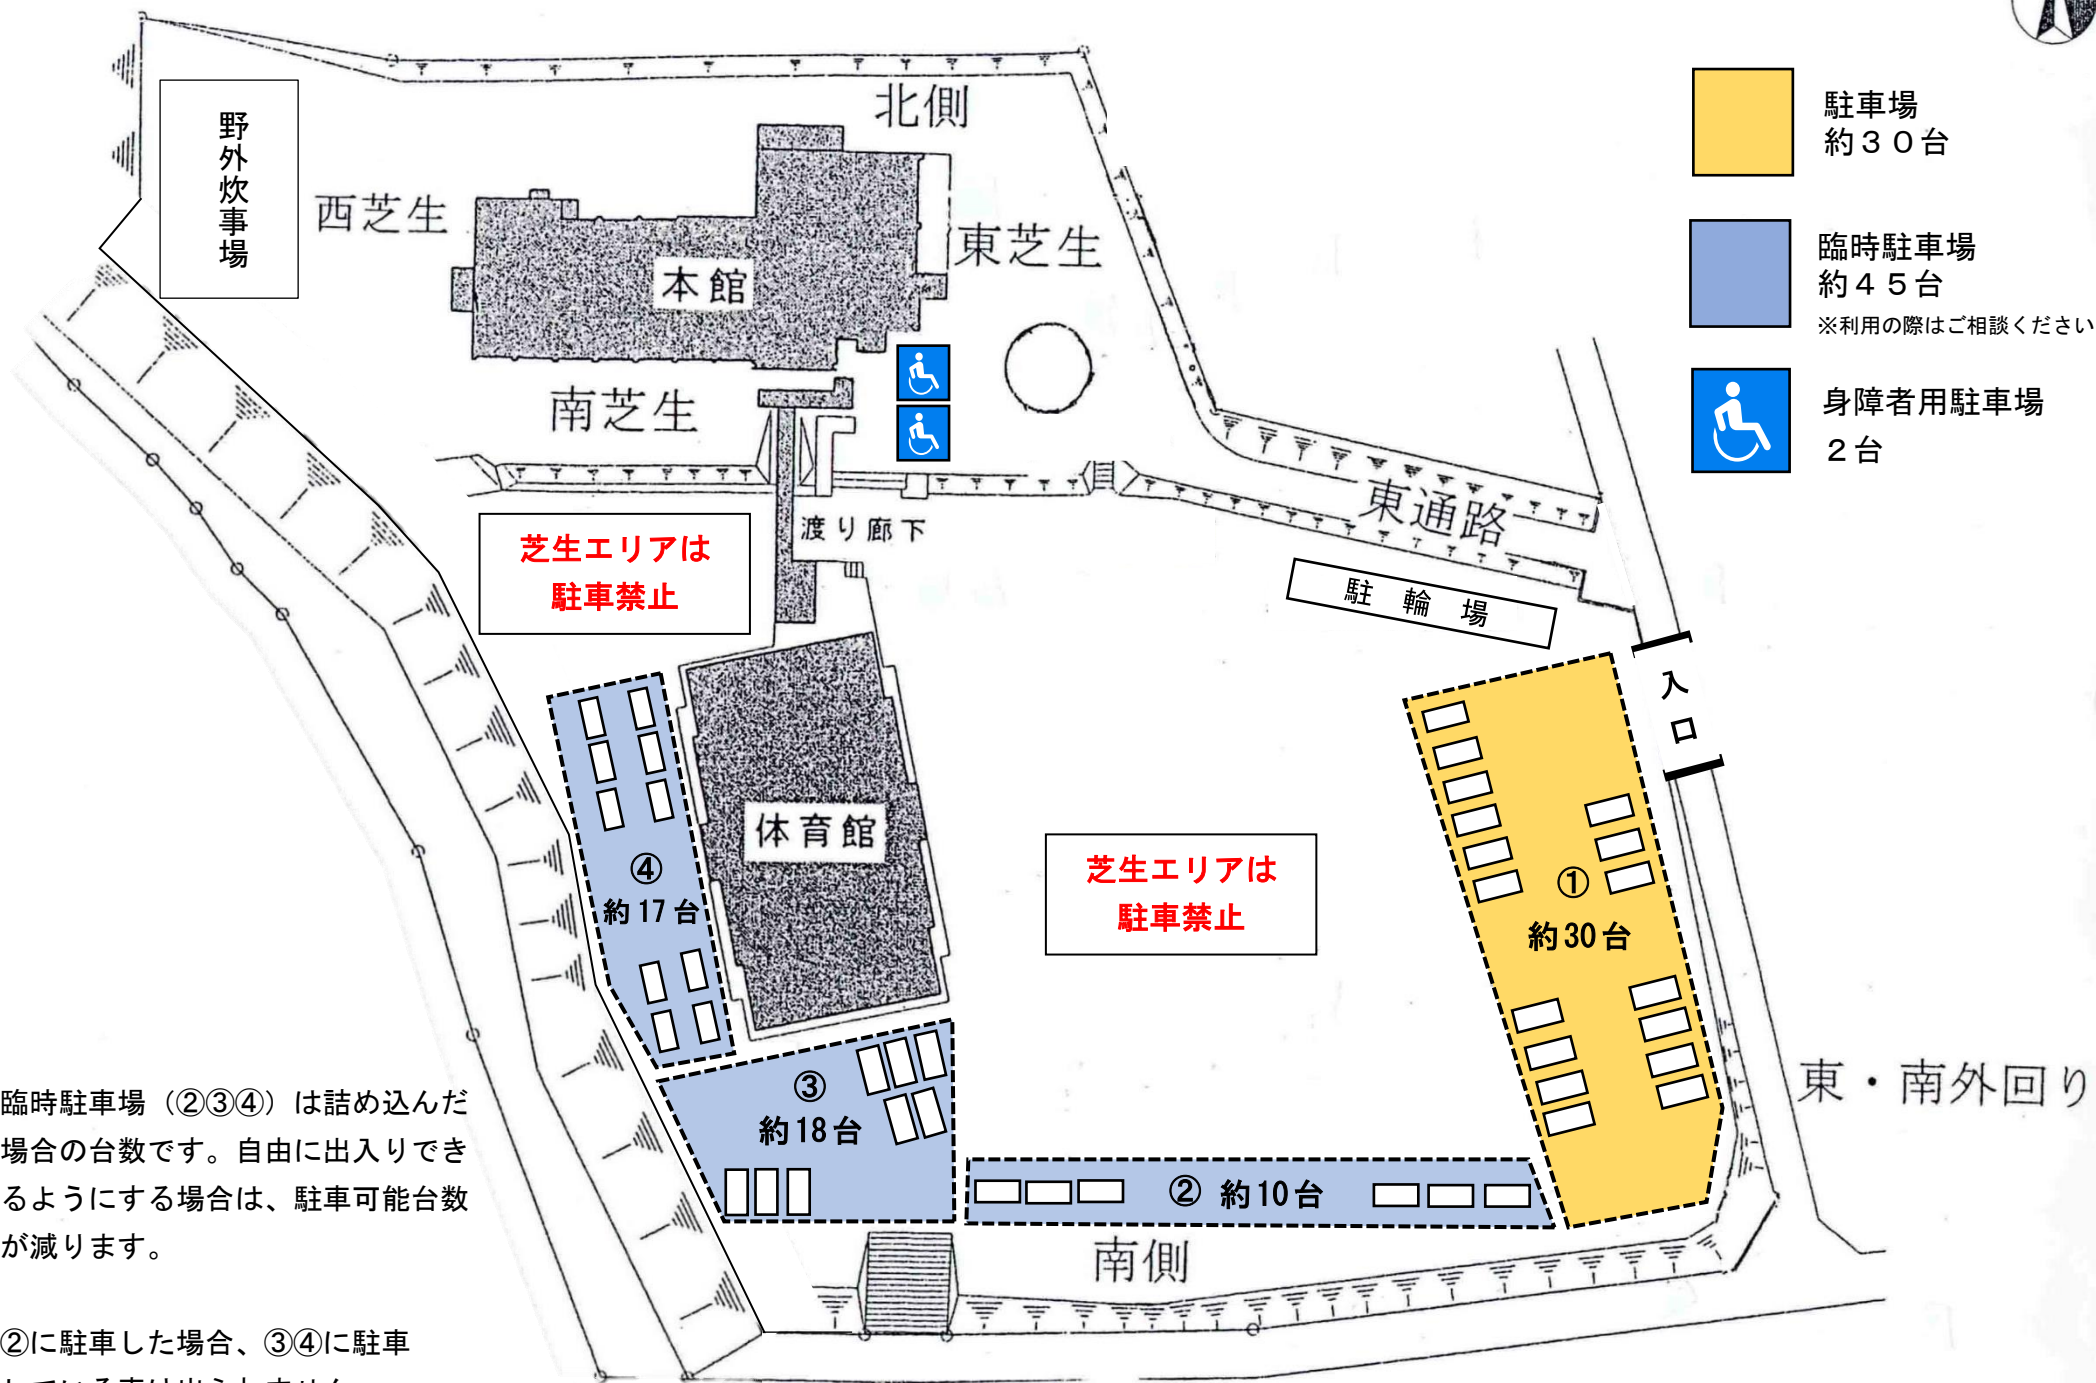 北側
野外炊事場
西芝生
本館
東芝生
南芝生
渡り廊下
東通路
駐輪場
入口
芝生エリアは
駐車禁止
体育館
芝生エリアは
駐車禁止
①
約30台
② 約10台
③
約18台
④
約17台
南側
東・南外回り
駐車場
約３０台
臨時駐車場
約４５台
※利用の際はご相談ください
身障者用駐車場
２台
臨時駐車場（②③④）は詰め込んだ
場合の台数です。自由に出入りでき
るようにする場合は、駐車可能台数
が減ります。
②に駐車した場合、③④に駐車